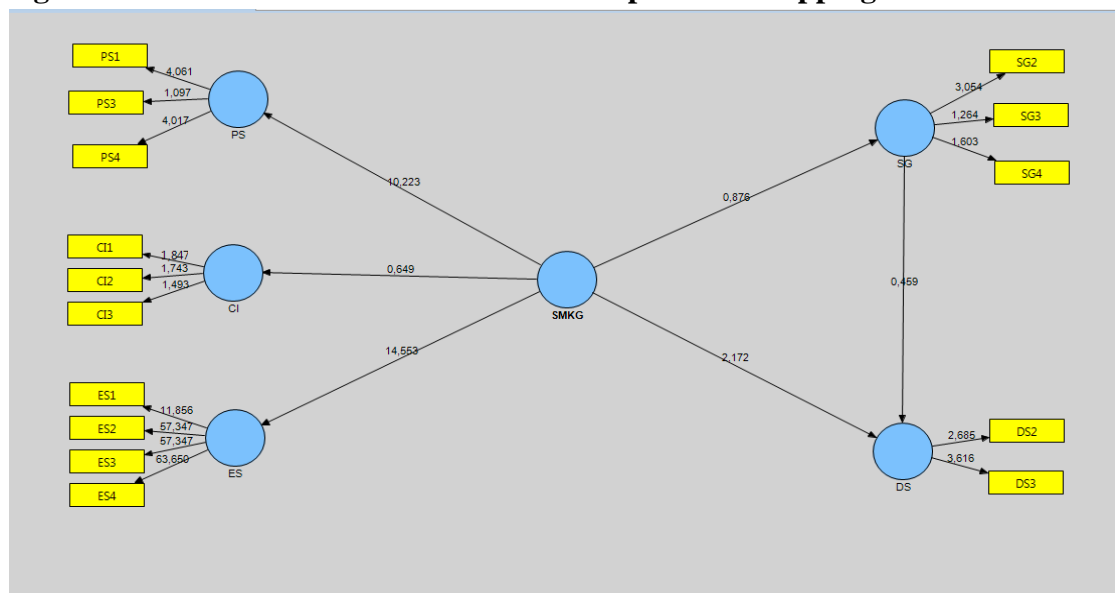 PS1
4,061
PS3
1,097
PS
PS4
4,017
SG2
3,054
SG3
1,264
SG
SG4
1,603
10,223
0,876
CI1
1,847
CI2
1,743
CI3
1,493
CI
0,649
SMKG
0,459
14,553
2,172
ES1
11,856
ES2
57,347
ES3
57,347
ES4
63,650
ES
DS2
2,685
DS3
3,616
DS